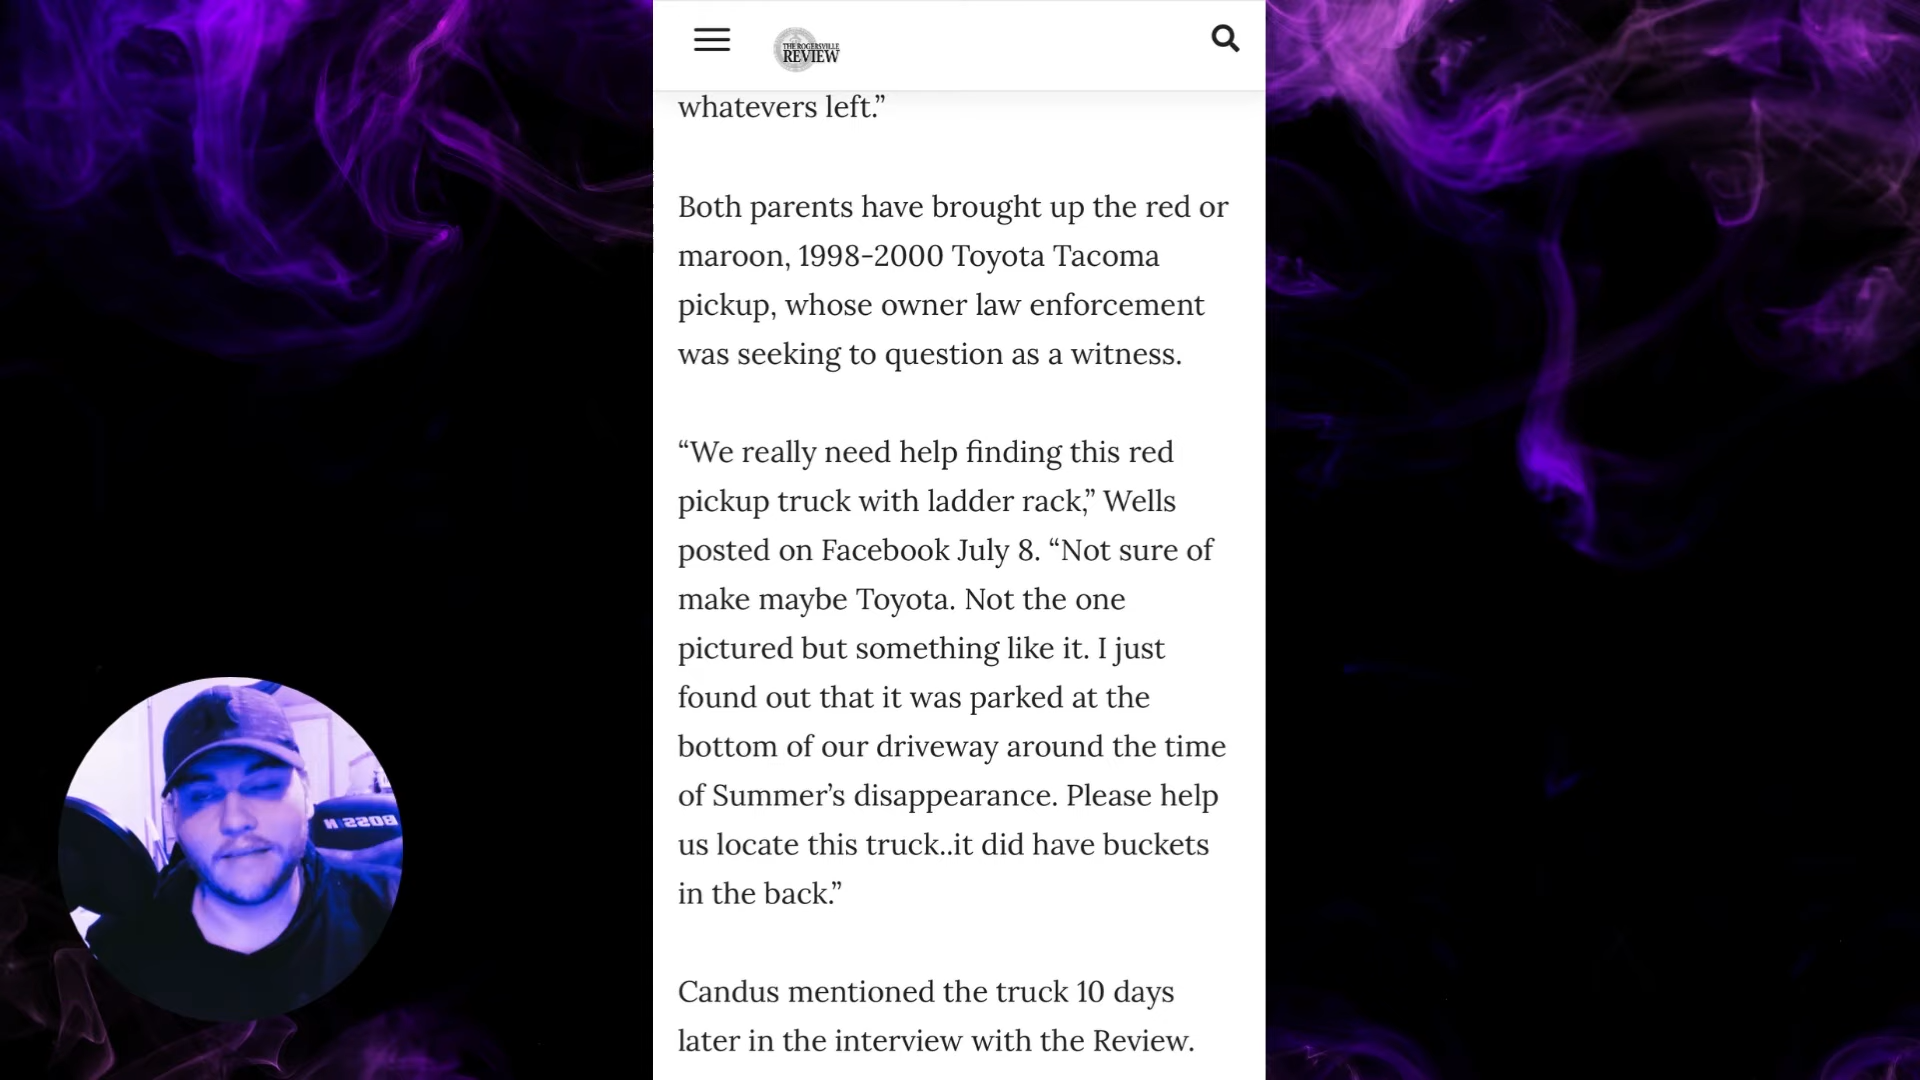 THE ROGERSVILLE
REVIEW
whatevers left.”
Both parents have brought up the red or
maroon, 1998-2000 Toyota Tacoma
pickup, whose owner law enforcement
was seeking to question as a witness.
“We really need help finding this red
pickup truck with ladder rack,” Wells
posted on Facebook July 8. “Not sure of
make maybe Toyota. Not the one
pictured but something like it. I just
found out that it was parked at the
bottom of our driveway around the time
of Summer’s disappearance. Please help
us locate this truck..it did have buckets
in the back.”
Candus mentioned the truck 10 days
later in the interview with the Review.